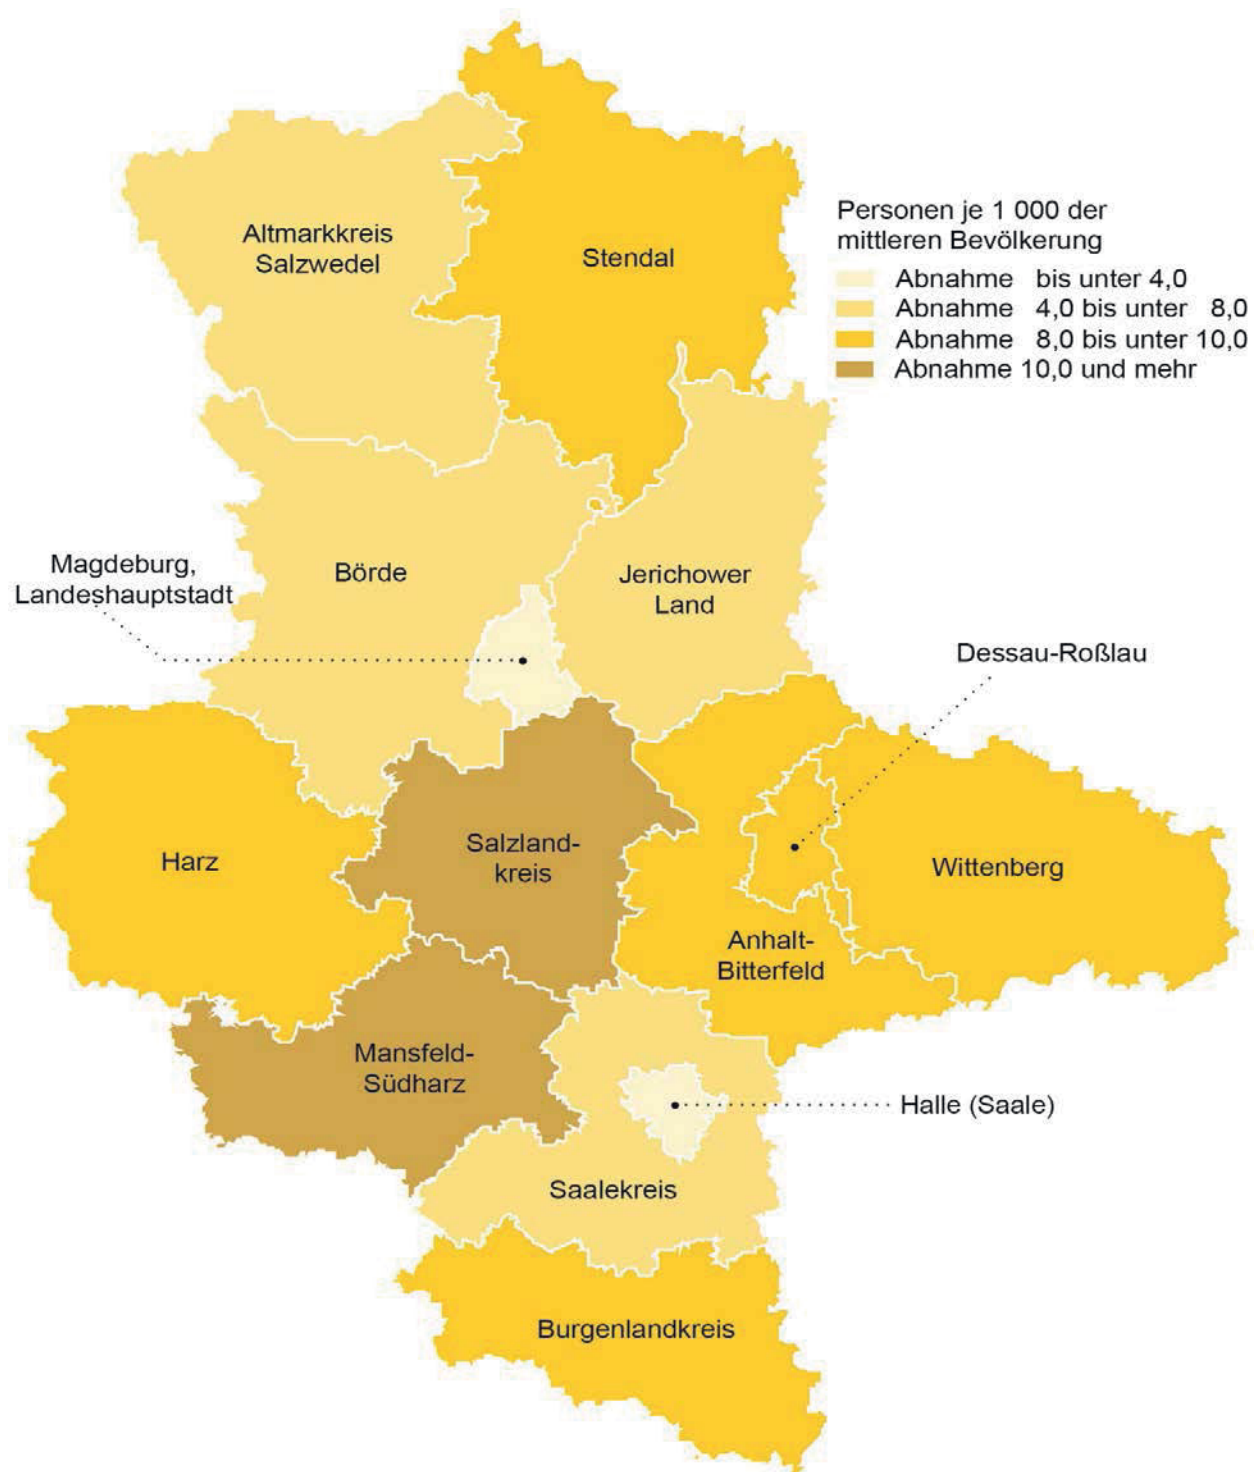 Altmarkkreis
Salzwedel
Stendal
Personen je 1 000 der
mittleren Bevölkerung
Abnahme bis unter 4,0
Abnahme 4,0 bis unter 8,0
Abnahme 8,0 bis unter 10,0
Abnahme 10,0 und mehr
Magdeburg,
Landeshauptstadt
Börde
Jerichower
Land
Dessau-Roßlau
Harz
Salzland-
kreis
Wittenberg
Anhalt-
Bitterfeld
Mansfeld-
Südharz
Halle (Saale)
Saalekreis
Burgenlandkreis